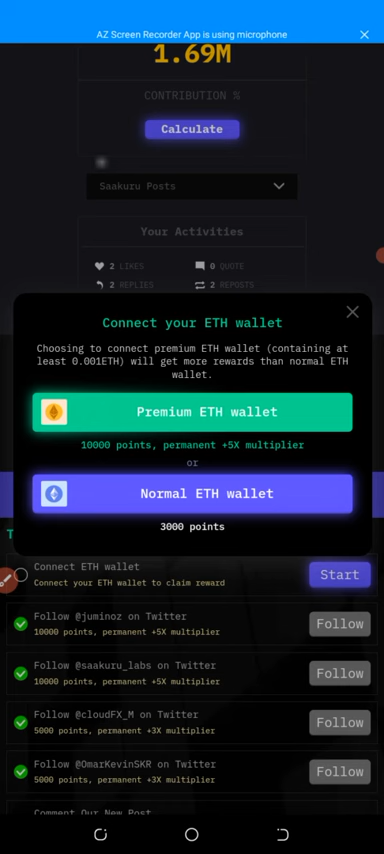 AZ Screen Recorder App is using microphone
1.69M
CONTRIBUTION %
Calculate
Saakuru Posts
Your Activities
2 LIKES
0 QUOTE
2 REPLIES
2 REPOSTS
Connect your ETH wallet
Choosing to connect premium ETH wallet (containing at
least 0.001ETH) will get more rewards than normal ETH
wallet.
Premium ETH wallet
10000 points, permanent +5X multiplier
or
Normal ETH wallet
3000 points
T
Connect ETH wallet
Connect your ETH wallet to claim reward
Start
Follow @juminoz on Twitter
10000 points, permanent +5X multiplier
Follow
Follow @saakuru_labs on Twitter
10000 points, permanent +5X multiplier
Follow
Follow @cloudFX_M on Twitter
5000 points, permanent +3X multiplier
Follow
Follow @OmarKevinSKR on Twitter
5000 points, permanent +3X multiplier
Follow
Comment Our New Post